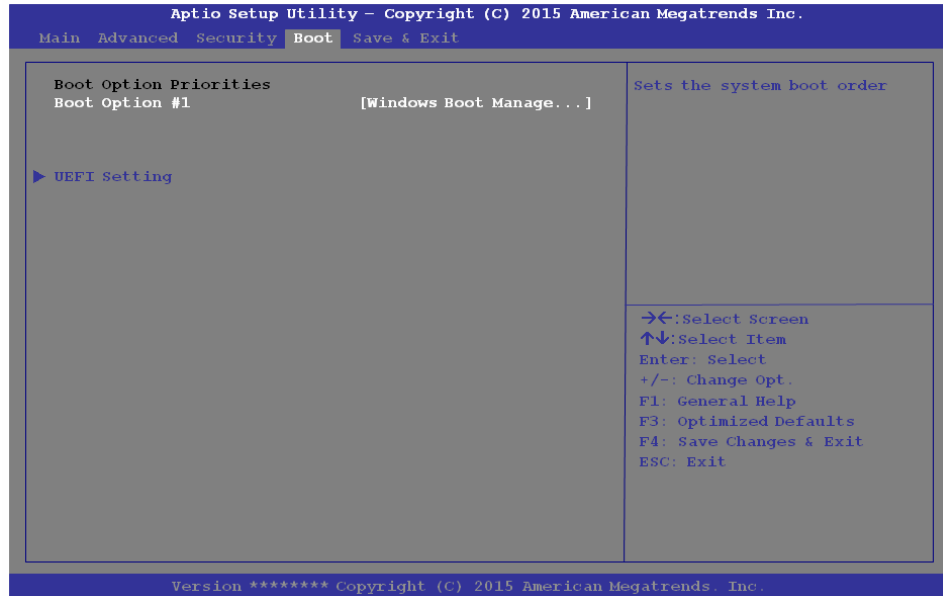 Aptio Setup Utility – Copyright (C) 2015 American Megatrends Inc.
Main Advanced Security Boot Save & Exit
Boot Option Priorities
Boot Option #1 [Windows Boot Manage...]
▶ UEFI Setting
Sets the system boot order
→←:Select Screen
↑↓:Select Item
Enter: Select
+/-: Change Opt.
F1: General Help
F3: Optimized Defaults
F4: Save Changes & Exit
ESC: Exit
Version ******** Copyright (C) 2015 American Megatrends. Inc.